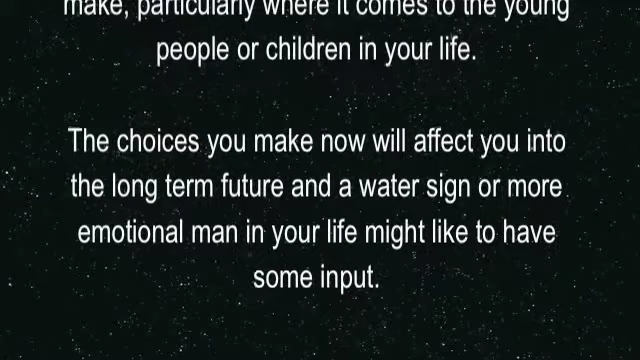 make, particularly where it comes to the young
people or children in your life.
The choices you make now will affect you into
the long term future and a water sign or more
emotional man in your life might like to have
some input.